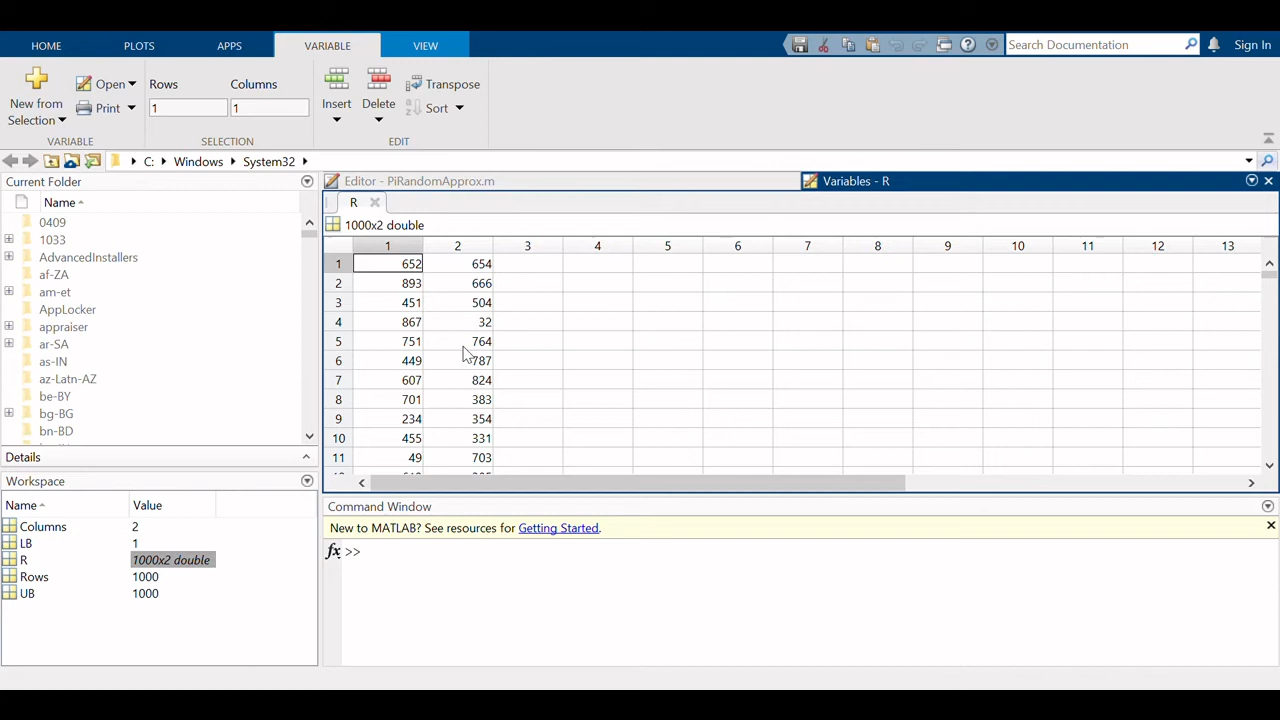 HOME PLOTS APPS VARIABLE VIEW Search Documentation Sign In
New from Selection Open Print Rows Columns Insert Delete Transpose Sort
1 1
VARIABLE SELECTION EDIT
C: Windows System32
Current Folder
Name
0409
1033
AdvancedInstallers
af-ZA
am-et
AppLocker
appraiser
ar-SA
as-IN
az-Latn-AZ
be-BY
bg-BG
bn-BD
Details
Workspace
Name Value
Columns 2
LB 1
R 1000x2 double
Rows 1000
UB 1000
Editor - PiRandomApprox.m Variables - R
R
1000x2 double
1 2 3 4 5 6 7 8 9 10 11 12 13
1 652 654
2 893 666
3 451 504
4 867 32
5 751 764
6 449 787
7 607 824
8 701 383
9 234 354
10 455 331
11 49 703
Command Window
New to MATLAB? See resources for Getting Started.
fx >>